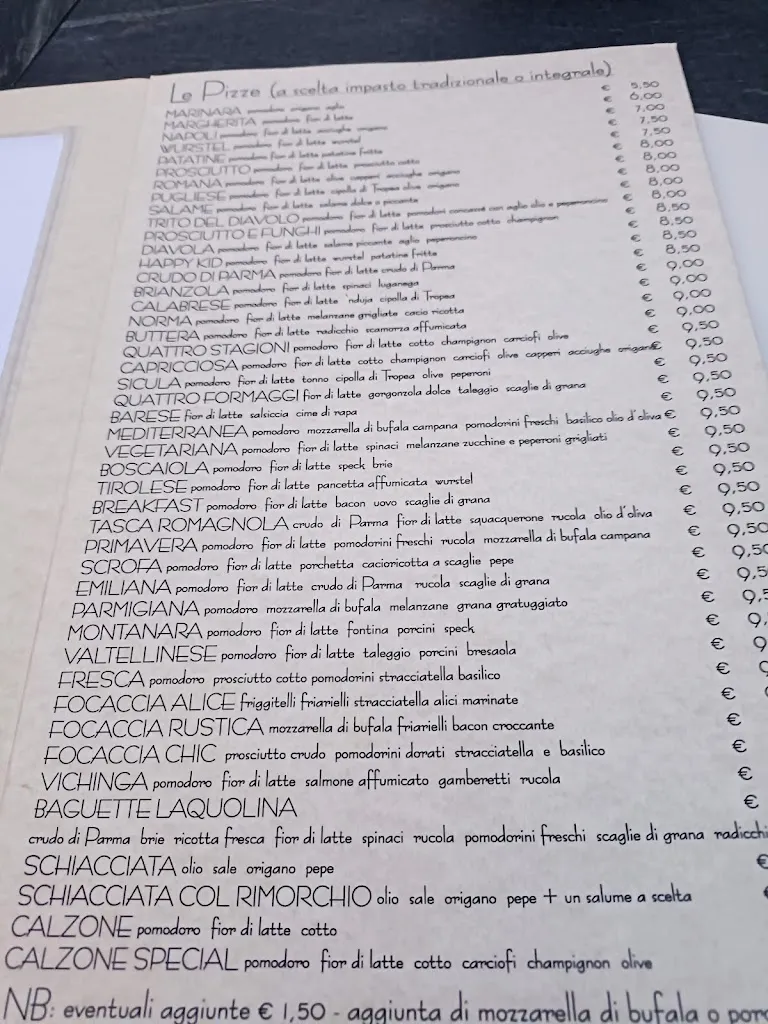 Le Pizze (a scelta impasto tradizionale o integrale)
MARINARA pomodoro origano aglio € 5,50
MARGHERITA pomodoro fior di latte € 6,00
NAPOLI pomodoro fior di latte acciughe origano € 7,00
WURSTEL pomodoro fior di latte wurstel € 7,50
PATATINE pomodoro fior di latte patatine fritte € 7,50
PROSCIUTTO pomodoro fior di latte prosciutto cotto € 8,00
ROMANA pomodoro fior di latte olive capperi acciughe origano € 8,00
PUGLIESE pomodoro fior di latte cipolla di Tropea olive origano € 8,00
SALAME pomodoro fior di latte salame dolce o piccante € 8,00
TRITO DEL DIAVOLO pomodoro fior di latte pomodori concassé con aglio olio e peperoncino € 8,00
PROSCIUTTO E FUNGHI pomodoro fior di latte prosciutto cotto champignon € 8,50
DIAVOLA pomodoro fior di latte salame piccante aglio peperoncino € 8,50
HAPPY KID pomodoro fior di latte wurstel patatine fritte € 8,50
CRUDO DI PARMA pomodoro fior di latte crudo di Parma € 9,00
BRIANZOLA pomodoro fior di latte spinaci luganega € 9,00
CALABRESE pomodoro fior di latte 'nduja cipolla di Tropea € 9,00
NORMA pomodoro fior di latte melanzane grigliate cacio ricotta € 9,00
BUTTERA pomodoro fior di latte radicchio scamorza affumicata € 9,50
QUATTRO STAGIONI pomodoro fior di latte cotto champignon carciofi olive € 9,50
CAPRICCIOSA pomodoro fior di latte cotto champignon carciofi olive capperi acciughe origano € 9,50
SICULA pomodoro fior di latte tonno cipolla di Tropea olive peperoni € 9,50
QUATTRO FORMAGGI fior di latte gorgonzola dolce taleggio scaglie di grana € 9,50
BARESE fior di latte salsiccia cime di rapa € 9,50
MEDITERRANEA pomodoro mozzarella di bufala campana pomodorini freschi basilico olio d'oliva € 9,50
VEGETARIANA pomodoro fior di latte spinaci melanzane zucchine e peperoni grigliati € 9,50
BOSCAIOLA pomodoro fior di latte speck brie € 9,50
TIROLESE pomodoro fior di latte pancetta affumicata wurstel € 9,50
BREAKFAST pomodoro fior di latte bacon uovo scaglie di grana € 9,50
TASCA ROMAGNOLA crudo di Parma fior di latte squacquerone rucola olio d'oliva € 9,50
PRIMAVERA pomodoro fior di latte pomodorini freschi rucola mozzarella di bufala campana € 9,50
SCROFA pomodoro fior di latte porchetta cacioricotta a scaglie pepe € 9,50
EMILIANA pomodoro fior di latte crudo di Parma rucola scaglie di grana € 9,5
PARMIGIANA pomodoro mozzarella di bufala melanzane grana gratuggiato € 9,
MONTANARA pomodoro fior di latte fontina porcini speck € 9,
VALTELLINESE pomodoro fior di latte taleggio porcini bresaola € 9
FRESCA pomodoro prosciutto cotto pomodorini stracciatella basilico €
FOCACCIA ALICE friggitelli friarielli stracciatella alici marinate €
FOCACCIA RUSTICA mozzarella di bufala friarielli bacon croccante €
FOCACCIA CHIC prosciutto crudo pomodorini dorati stracciatella e basilico €
VICHINGA pomodoro fior di latte salmone affumicato gamberetti rucola €
BAGUETTE LAQUOLINA €
crudo di Parma brie ricotta fresca fior di latte spinaci rucola pomodorini freschi scaglie di grana radicchi
SCHIACCIATA olio sale origano pepe €
SCHIACCIATA COL RIMORCHIO olio sale origano pepe + un salume a scelta €
CALZONE pomodoro fior di latte cotto
CALZONE SPECIAL pomodoro fior di latte cotto carciofi champignon olive
NB: eventuali aggiunte € 1,50 - aggiunta di mozzarella di bufala o porc